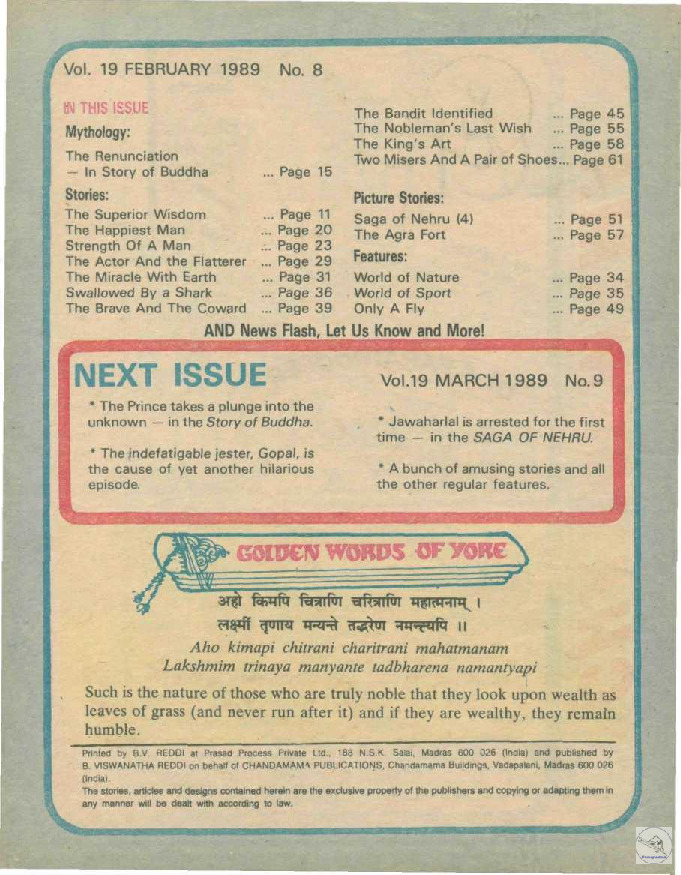 Vol. 19 FEBRUARY 1989 No. 8
IN THIS ISSUE
Mythology:
The Renunciation
— In Story of Buddha ... Page 15
Stories:
The Superior Wisdom ... Page 11
The Happiest Man ... Page 20
Strength Of A Man ... Page 23
The Actor And the Flatterer ... Page 29
The Miracle With Earth ... Page 31
Swallowed By a Shark ... Page 36
The Brave And The Coward ... Page 39
The Bandit Identified ... Page 45
The Nobleman's Last Wish ... Page 55
The King's Art ... Page 58
Two Misers And A Pair of Shoes... Page 61
Picture Stories:
Saga of Nehru (4) ... Page 51
The Agra Fort ... Page 57
Features:
World of Nature ... Page 34
World of Sport ... Page 35
Only A Fly ... Page 49
AND News Flash, Let Us Know and More!
NEXT ISSUE
Vol.19 MARCH 1989 No.9
* The Prince takes a plunge into the
unknown — in the Story of Buddha.
* The indefatigable jester, Gopal, is
the cause of yet another hilarious
episode.
* Jawaharlal is arrested for the first
time — in the SAGA OF NEHRU.
* A bunch of amusing stories and all
the other regular features.
GOLDEN WORDS OF YORE
अहो किमपि चित्राणि चरित्राणि महात्मनाम् ।
लक्ष्मीं तृणाय मन्यन्ते तद्भरेण नमन्त्यपि ।।
Aho kimapi chitrani charitrani mahatmanam
Lakshmim trinaya manyante tadbharena namantyapi
Such is the nature of those who are truly noble that they look upon wealth as
leaves of grass (and never run after it) and if they are wealthy, they remain
humble.
Printed by B.V. REDDI at Prasad Process Private Ltd., 188 N.S.K. Salai, Madras 600 026 (India) and published by
B. VISWANATHA REDDI on behalf of CHANDAMAMA PUBLICATIONS, Chandamama Buildings, Vadapalani, Madras 600 026
(India).
The stories, articles and designs contained herein are the exclusive property of the publishers and copying or adapting them in
any manner will be dealt with according to law.